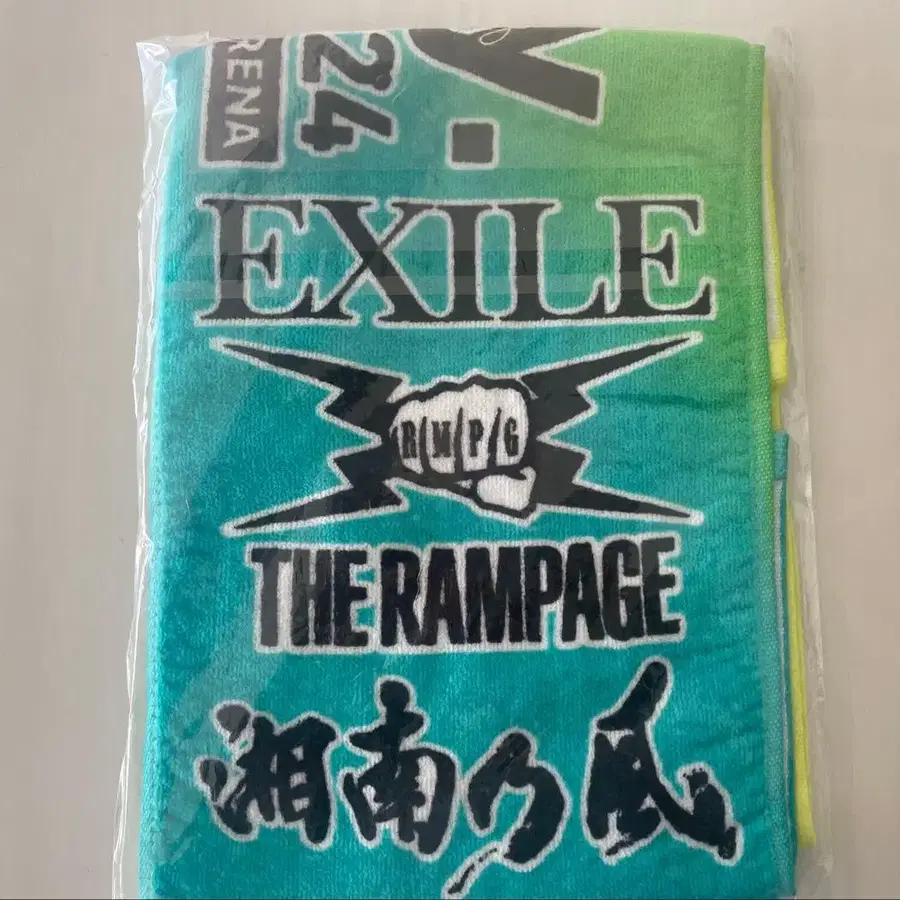 RENA
24
y.
EXILE
R/M/P/G
THE RAMPAGE
湘南乃風